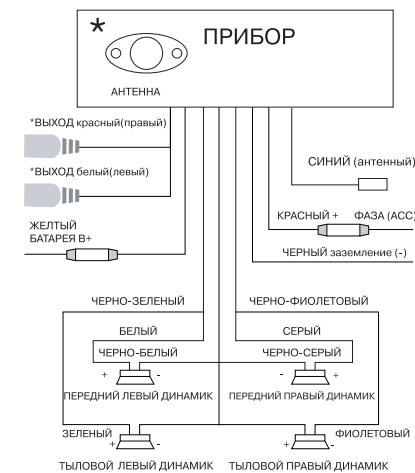 * ПРИБОР
АНТЕННА
*ВЫХОД красный(правый)
*ВЫХОД белый(левый)
СИНИЙ (антенный)
ЖЕЛТЫЙ
БАТАРЕЯ В+
КРАСНЫЙ + ФАЗА (ACC)
ЧЕРНЫЙ заземление (-)
ЧЕРНО-ЗЕЛЕНЫЙ
ЧЕРНО-ФИОЛЕТОВЫЙ
БЕЛЫЙ
СЕРЫЙ
ЧЕРНО-БЕЛЫЙ
ЧЕРНО-СЕРЫЙ
+ -
- +
ПЕРЕДНИЙ ЛЕВЫЙ ДИНАМИК
ПЕРЕДНИЙ ПРАВЫЙ ДИНАМИК
ЗЕЛЕНЫЙ
ФИОЛЕТОВЫЙ
+ -
+ -
ТЫЛОВОЙ ЛЕВЫЙ ДИНАМИК
ТЫЛОВОЙ ПРАВЫЙ ДИНАМИК